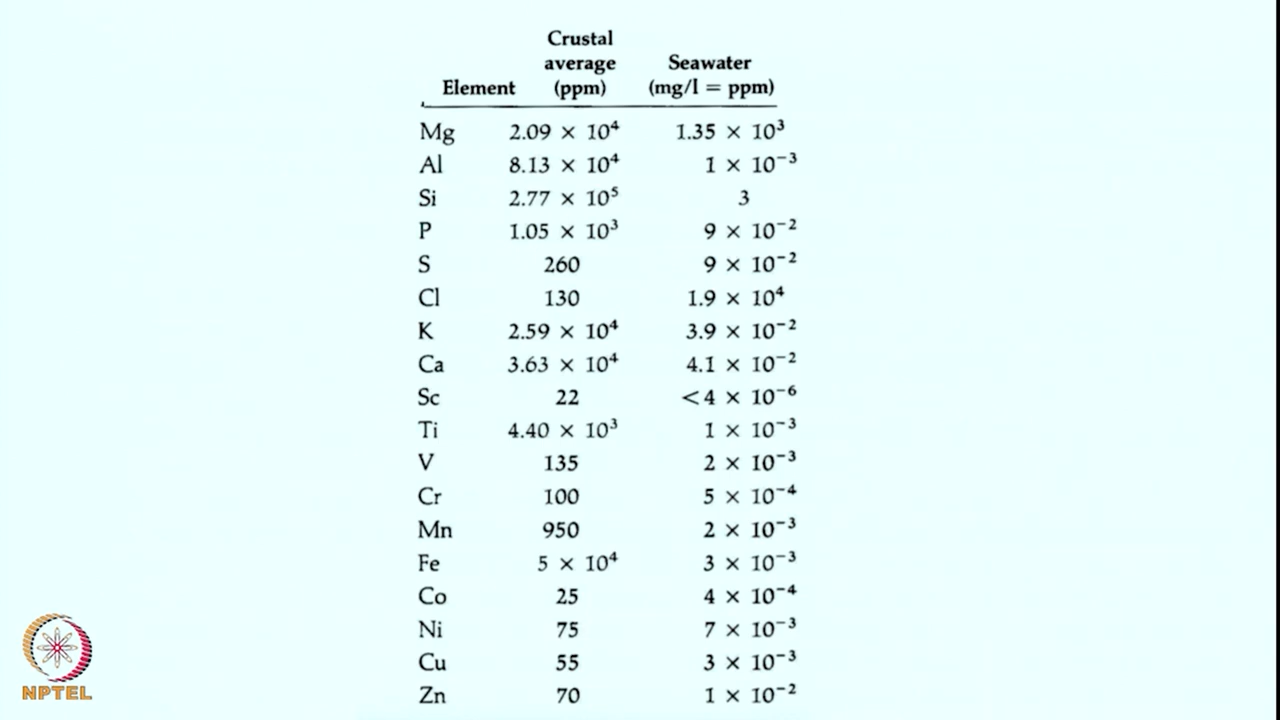 Crustal
average Seawater
Element (ppm) (mg/l = ppm)
Mg 2.09 × 10⁴ 1.35 × 10³
Al 8.13 × 10⁴ 1 × 10⁻³
Si 2.77 × 10⁵ 3
P 1.05 × 10³ 9 × 10⁻²
S 260 9 × 10⁻²
Cl 130 1.9 × 10⁴
K 2.59 × 10⁴ 3.9 × 10⁻²
Ca 3.63 × 10⁴ 4.1 × 10⁻²
Sc 22 <4 × 10⁻⁶
Ti 4.40 × 10³ 1 × 10⁻³
V 135 2 × 10⁻³
Cr 100 5 × 10⁻⁴
Mn 950 2 × 10⁻³
Fe 5 × 10⁴ 3 × 10⁻³
Co 25 4 × 10⁻⁴
Ni 75 7 × 10⁻³
Cu 55 3 × 10⁻³
Zn 70 1 × 10⁻²
NPTEL